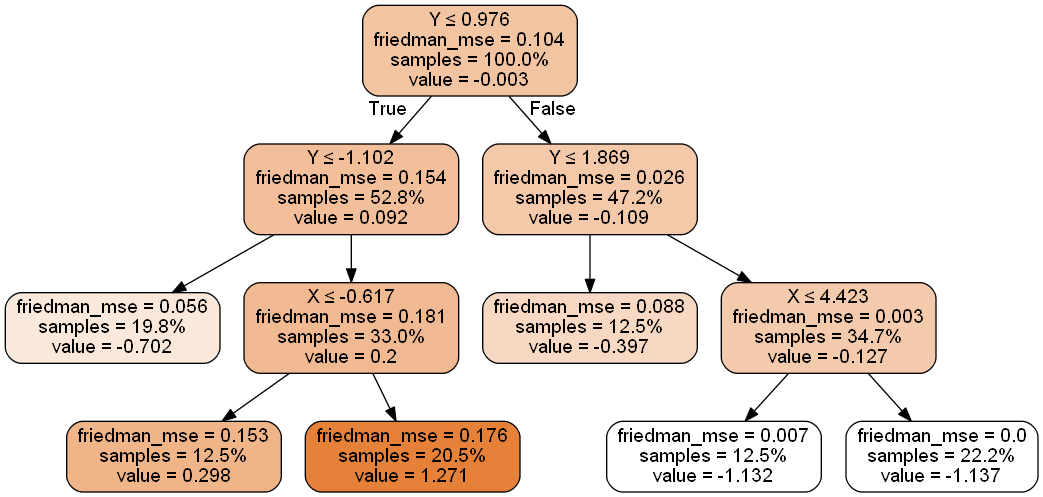 Y ≤ 0.976
friedman_mse = 0.104
samples = 100.0%
value = -0.003
True
False
Y ≤ -1.102
friedman_mse = 0.154
samples = 52.8%
value = 0.092
Y ≤ 1.869
friedman_mse = 0.026
samples = 47.2%
value = -0.109
friedman_mse = 0.056
samples = 19.8%
value = -0.702
X ≤ -0.617
friedman_mse = 0.181
samples = 33.0%
value = 0.2
friedman_mse = 0.088
samples = 12.5%
value = -0.397
X ≤ 4.423
friedman_mse = 0.003
samples = 34.7%
value = -0.127
friedman_mse = 0.153
samples = 12.5%
value = 0.298
friedman_mse = 0.176
samples = 20.5%
value = 1.271
friedman_mse = 0.007
samples = 12.5%
value = -1.132
friedman_mse = 0.0
samples = 22.2%
value = -1.137